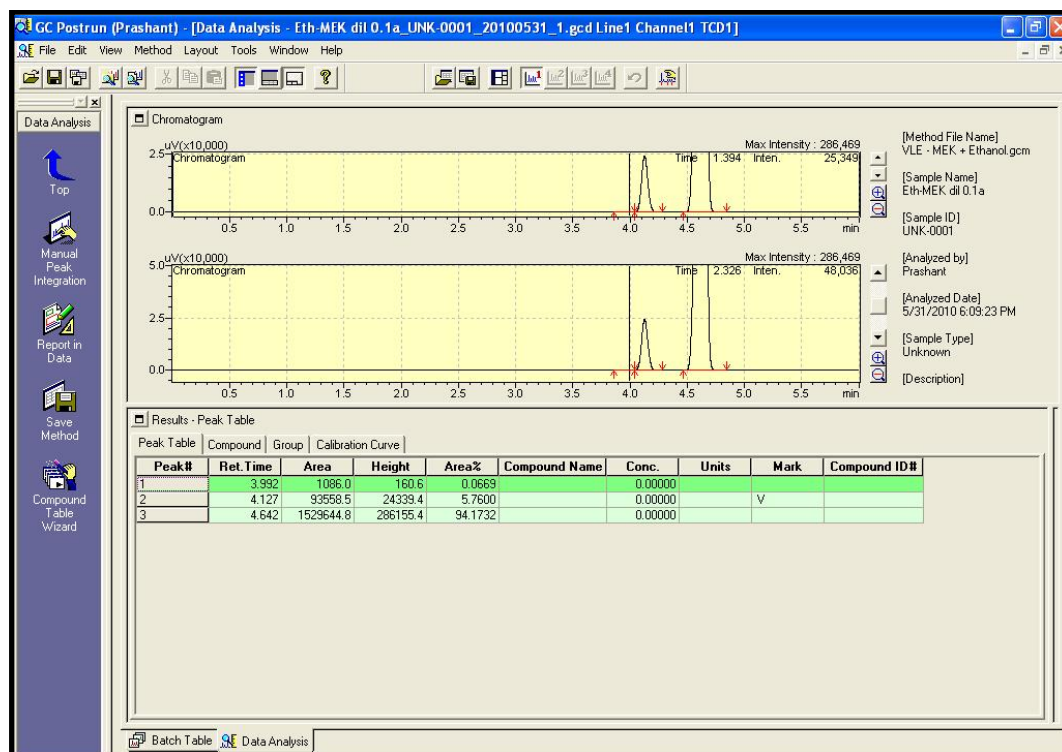 GC Postrun (Prashant) - [Data Analysis - Eth-MEK dil 0.1a_UNK-0001_20100531_1.gcd Line1 Channel1 TCD1]
File Edit View Method Layout Tools Window Help
Data Analysis
Top
Manual
Peak
Integration
Report in
Data
Save
Method
Compound
Table
Wizard
Chromatogram
uV(x10,000) Max Intensity : 286,469
2.5 Chromatogram Time 1.394 Inten. 25,349
0.0
0.5 1.0 1.5 2.0 2.5 3.0 3.5 4.0 4.5 5.0 5.5 min
uV(x10,000) Max Intensity : 286,469
5.0 Chromatogram Time 2.326 Inten. 48,036
2.5
0.0
0.5 1.0 1.5 2.0 2.5 3.0 3.5 4.0 4.5 5.0 5.5 min
[Method File Name]
VLE - MEK + Ethanol.gcm
[Sample Name]
Eth-MEK dil 0.1a
[Sample ID]
UNK-0001
[Analyzed by]
Prashant
[Analyzed Date]
5/31/2010 6:09:23 PM
[Sample Type]
Unknown
[Description]
Results - Peak Table
Peak Table Compound Group Calibration Curve
Peak# Ret.Time Area Height Area% Compound Name Conc. Units Mark Compound ID#
1 3.992 1086.0 160.6 0.0669 0.00000
2 4.127 93558.5 24339.4 5.7600 0.00000 V
3 4.642 1529644.8 286155.4 94.1732 0.00000
Batch Table Data Analysis